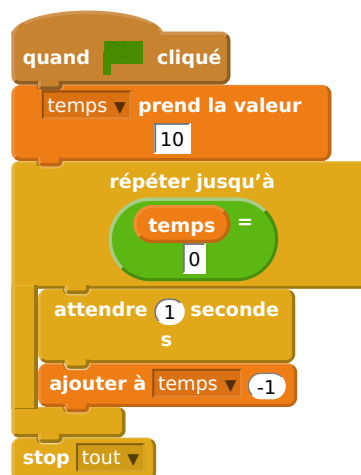 quand cliqué
temps ▾ prend la valeur
10
répéter jusqu'à
temps =
0
attendre 1 seconde
s
ajouter à temps ▾ -1
stop tout ▾